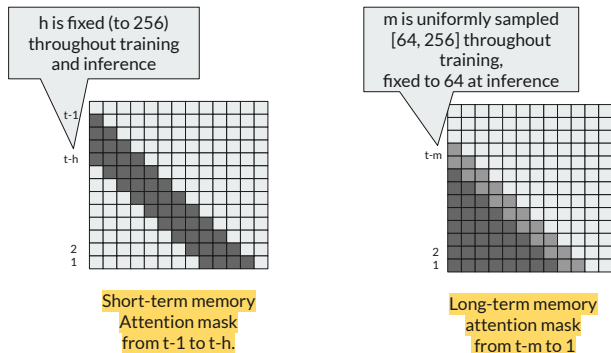 h is fixed (to 256)
throughout training
and inference
t-1
t-h
2
1
Short-term memory
Attention mask
from t-1 to t-h.
m is uniformly sampled
[64, 256] throughout
training,
fixed to 64 at inference
t-m
2
1
Long-term memory
attention mask
from t-m to 1